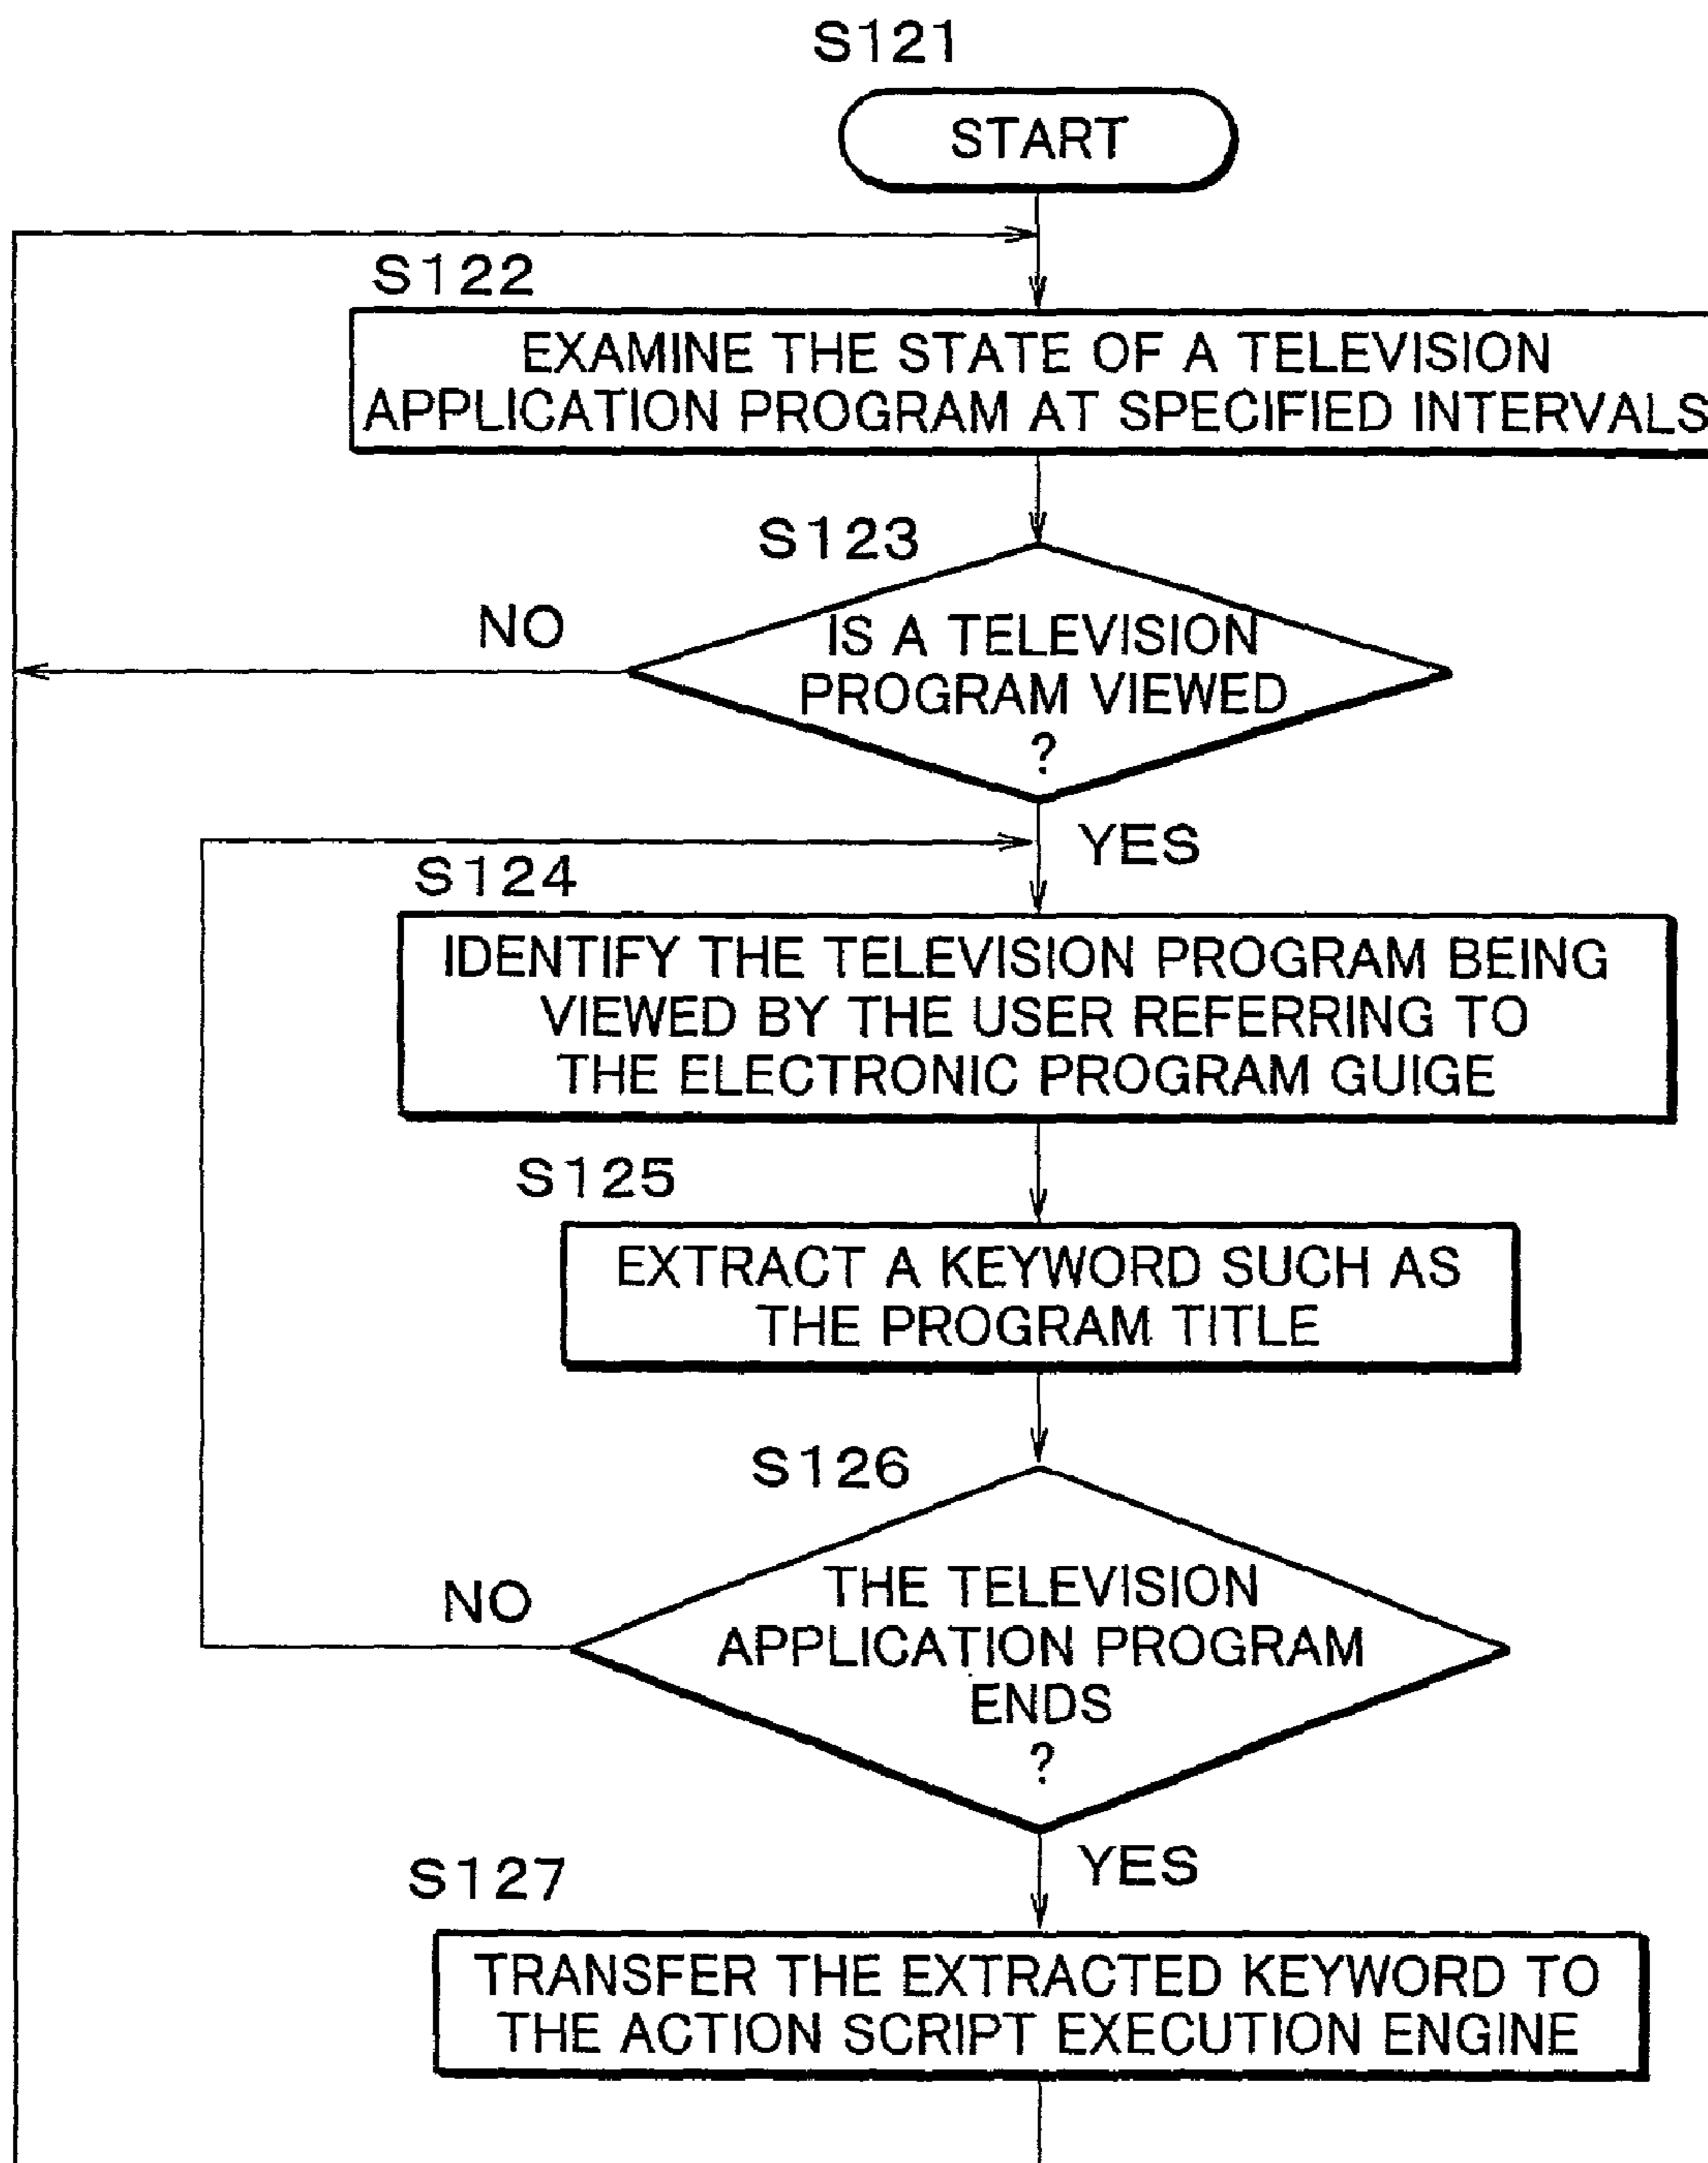 S121
START
S122
EXAMINE THE STATE OF A TELEVISION
APPLICATION PROGRAM AT SPECIFIED INTERVALS
S123
NO
IS A TELEVISION
PROGRAM VIEWED
?
YES
S124
IDENTIFY THE TELEVISION PROGRAM BEING
VIEWED BY THE USER REFERRING TO
THE ELECTRONIC PROGRAM GUIGE
S125
EXTRACT A KEYWORD SUCH AS
THE PROGRAM TITLE
S126
NO
THE TELEVISION
APPLICATION PROGRAM
ENDS
?
YES
S127
TRANSFER THE EXTRACTED KEYWORD TO
THE ACTION SCRIPT EXECUTION ENGINE